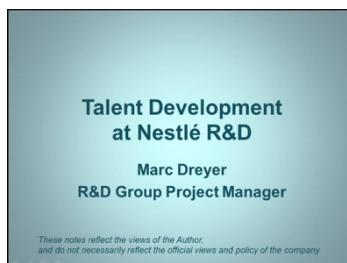 Talent Development
at Nestlé R&D
Marc Dreyer
R&D Group Project Manager
These notes reflect the views of the Author,
and do not necessarily reflect the official views and policy of the company